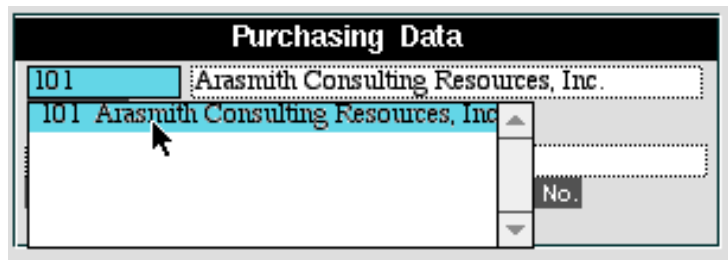 Purchasing Data
101 Arasmith Consulting Resources, Inc.
101 Arasmith Consulting Resources, Inc
No.